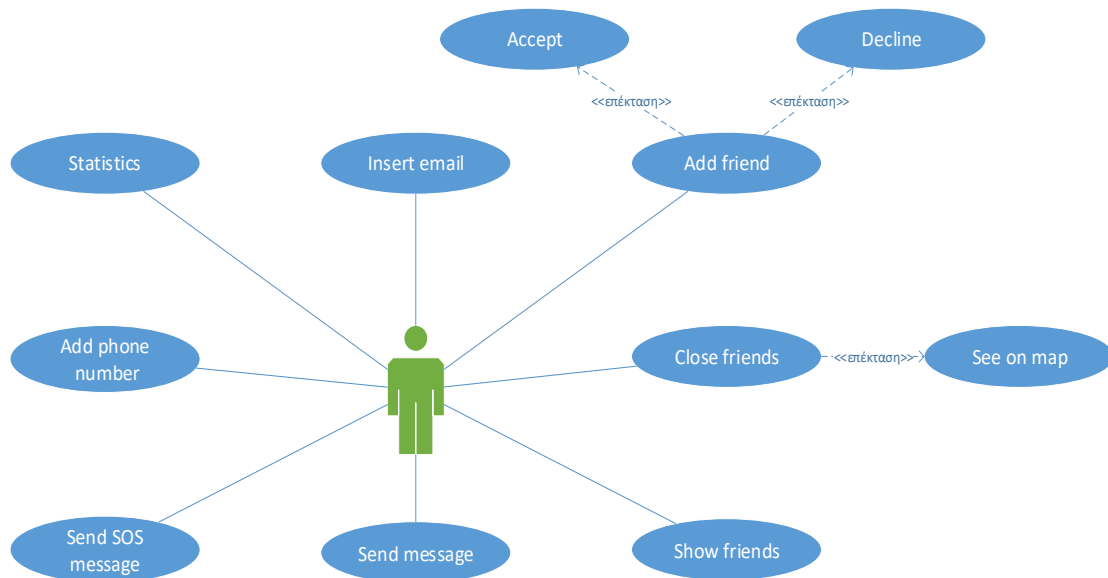 Accept
Decline
<<επέκταση>>
<<επέκταση>>
Statistics
Insert email
Add friend
Add phone
number
Close friends
<<επέκταση>>
See on map
Send SOS
message
Send message
Show friends